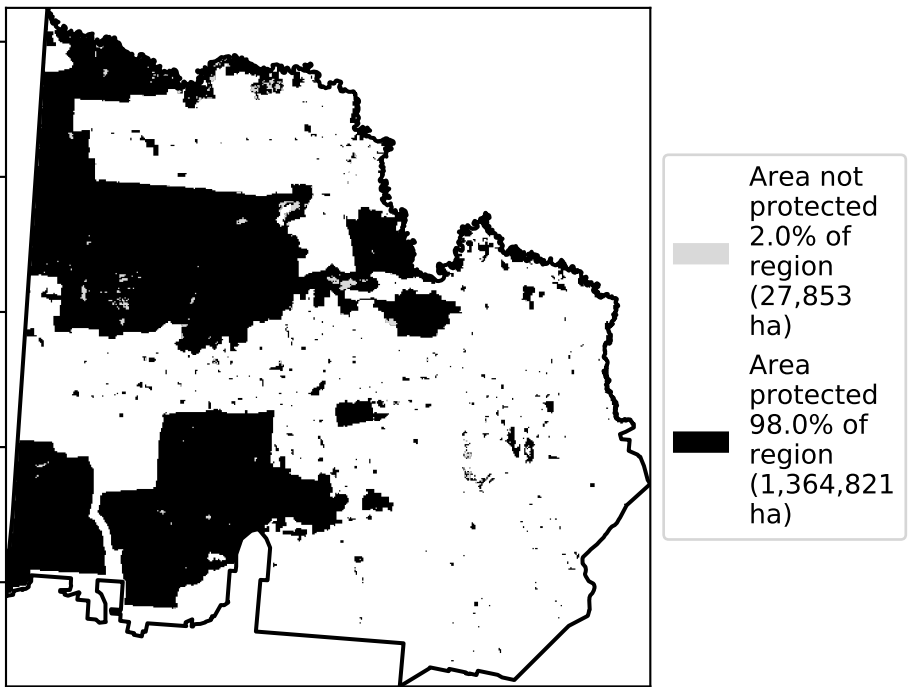 Area not
protected
2.0% of
region
(27,853
ha)
Area
protected
98.0% of
region
(1,364,821
ha)